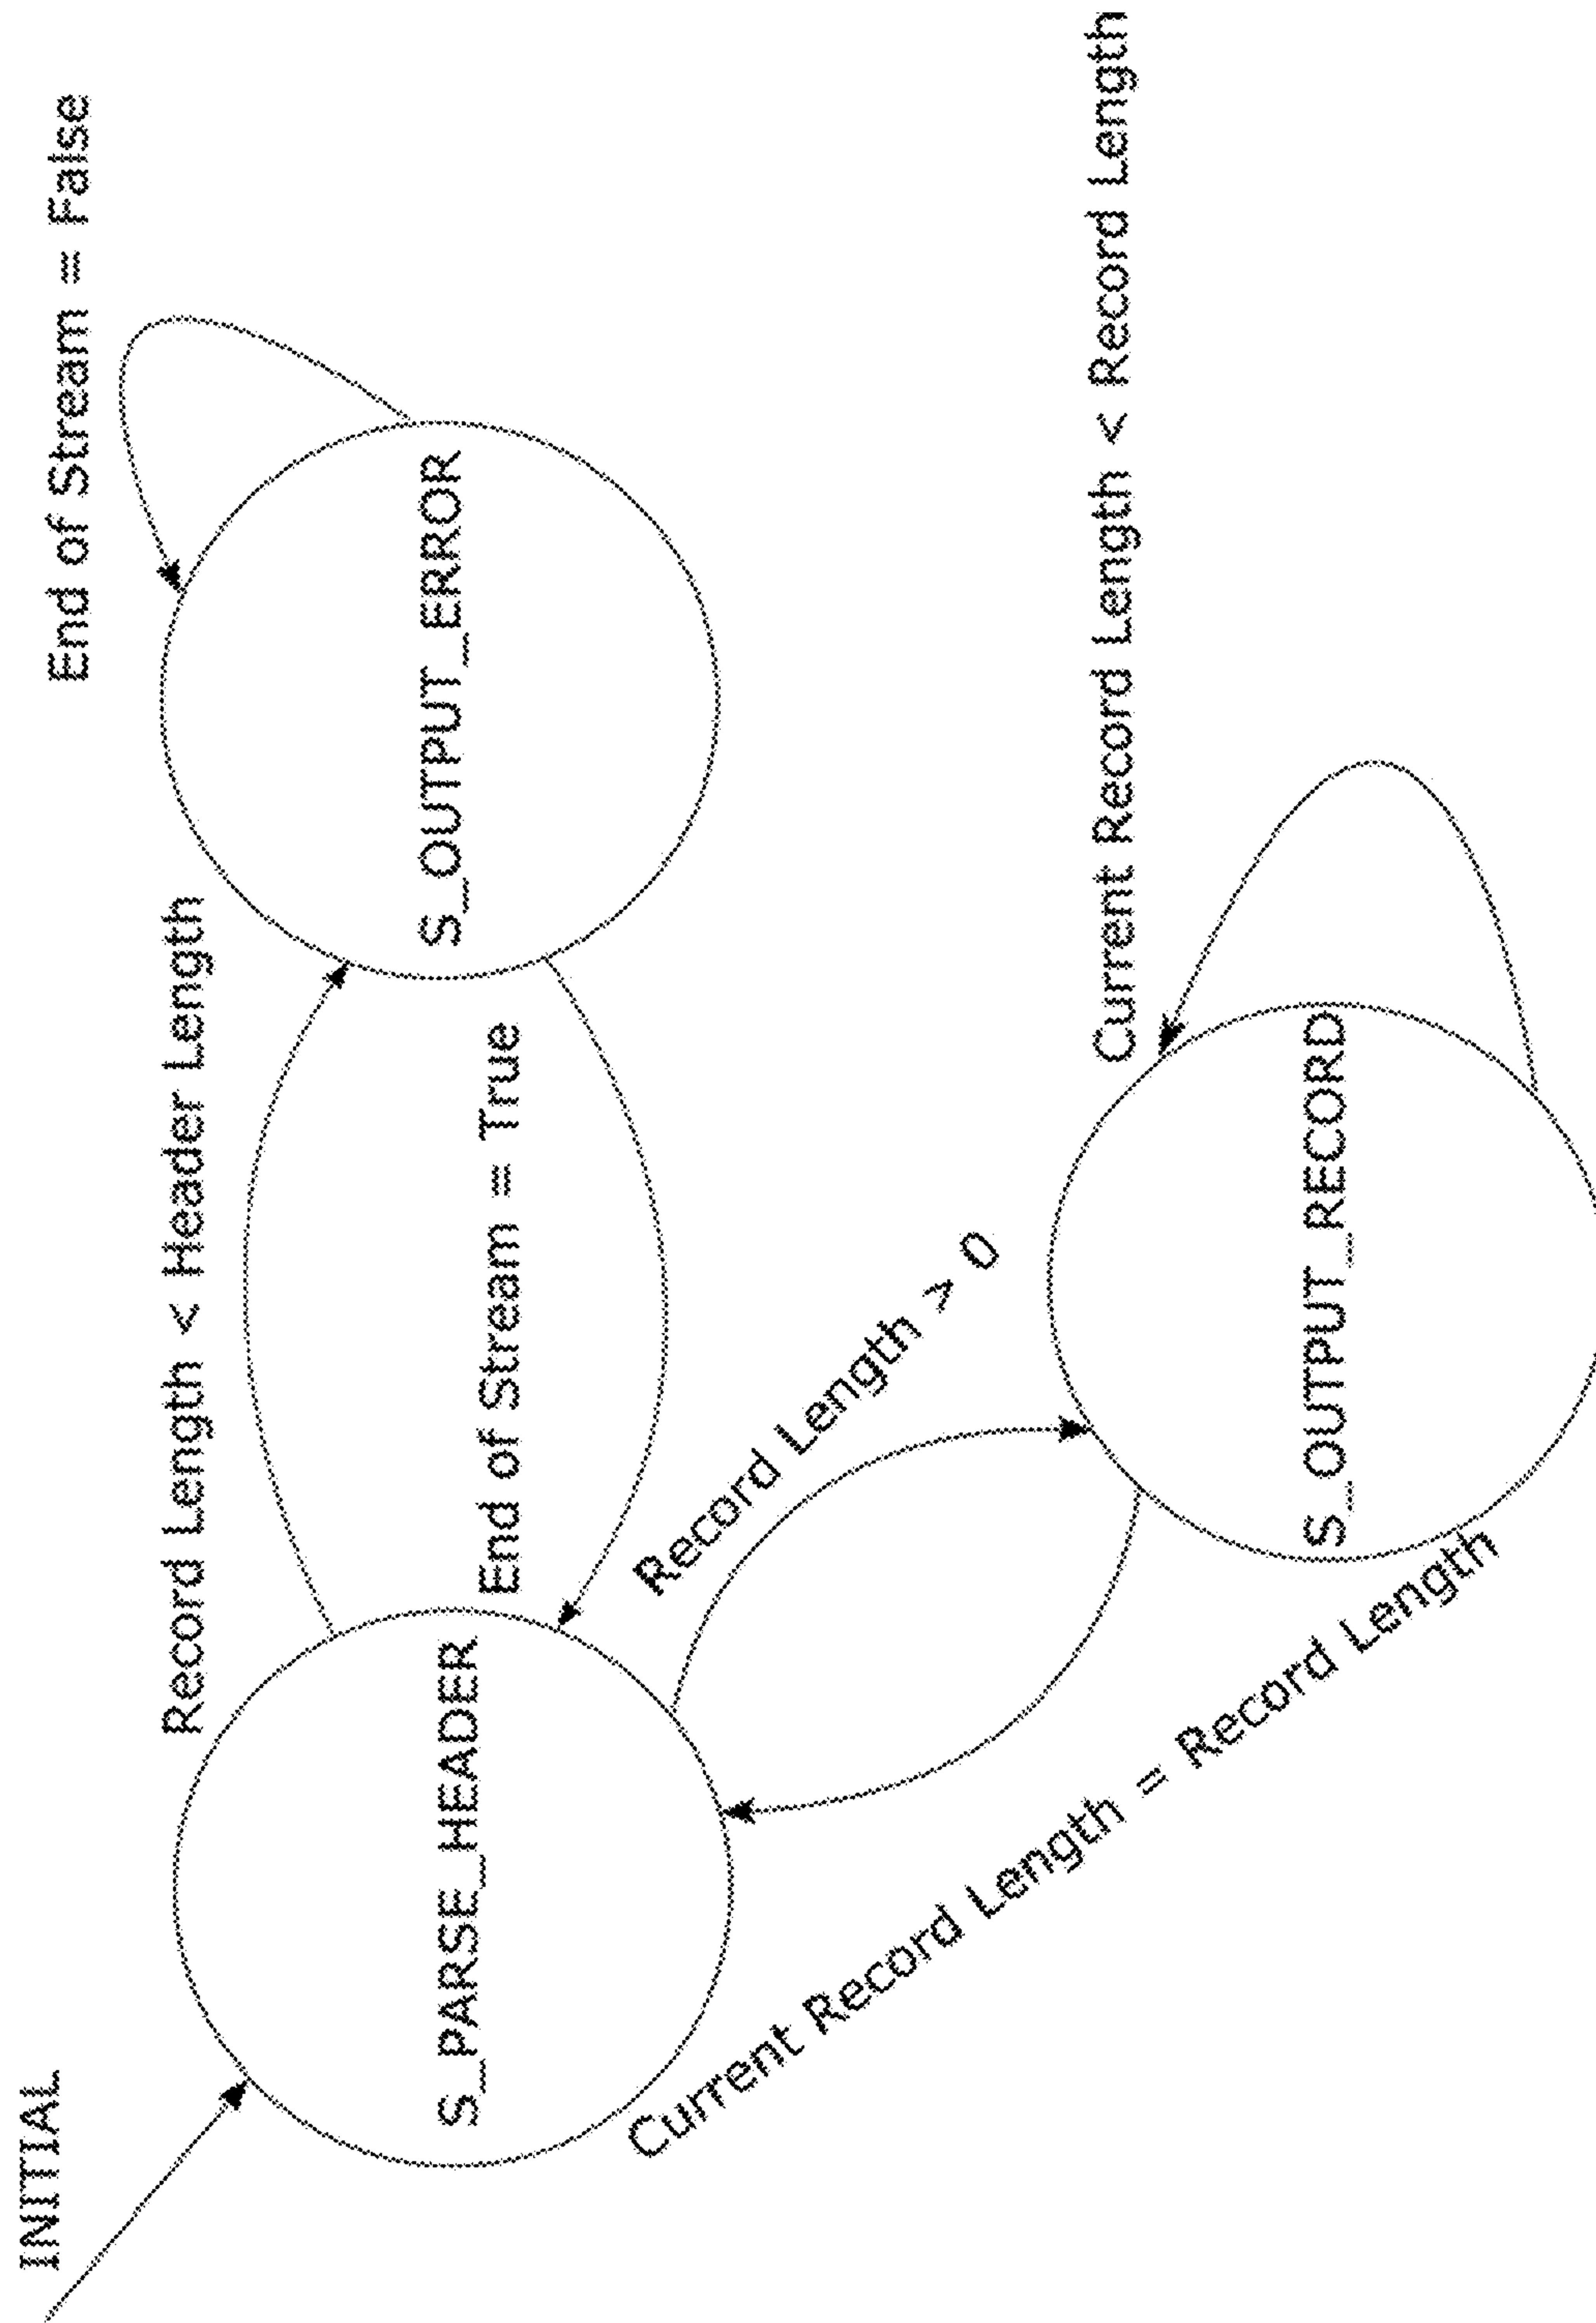 INITIAL
End of Stream = False
Record Length < Header Length
S_PARSE_HEADER
S_OUTPUT_ERROR
End of Stream = True
Record Length > 0
Current Record Length = Record Length
Current Record Length < Record Length
S_OUTPUT_RECORD